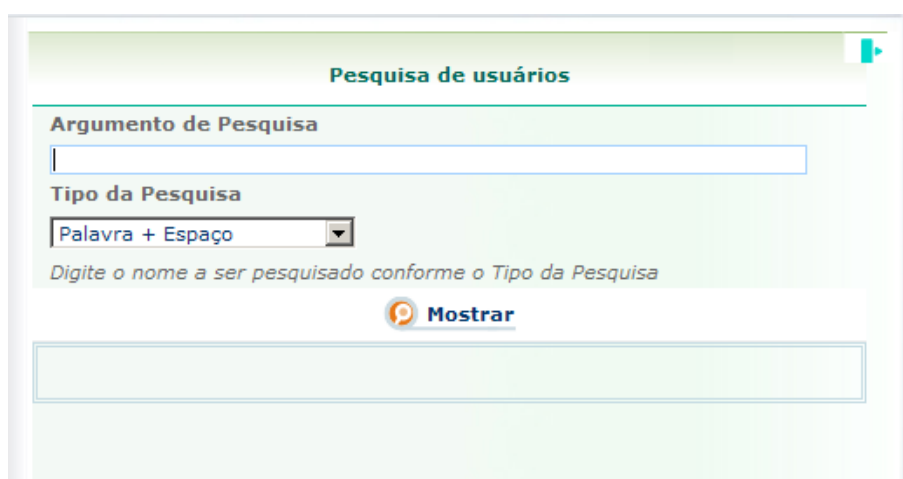 Pesquisa de usuários
Argumento de Pesquisa
Tipo da Pesquisa
Palavra + Espaço
Digite o nome a ser pesquisado conforme o Tipo da Pesquisa
Mostrar